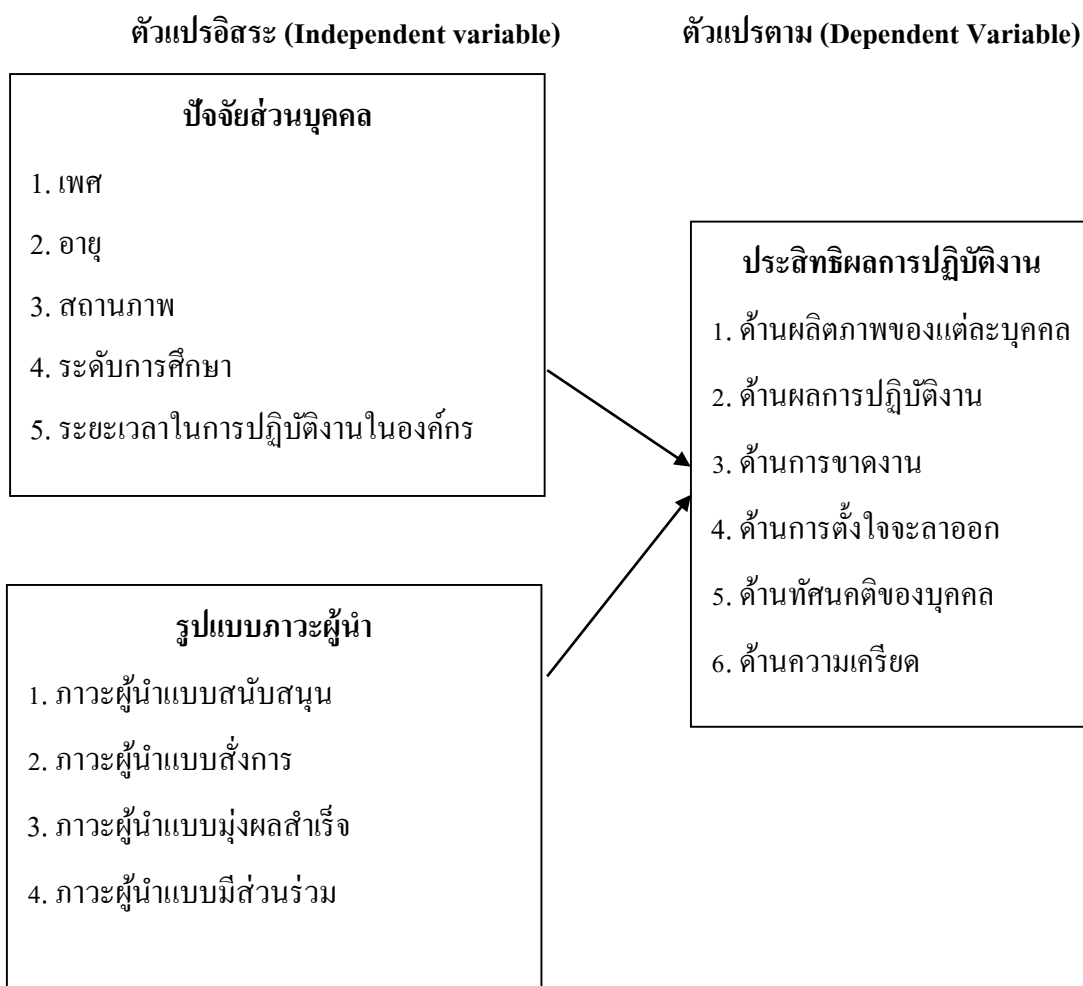 ตัวแปรอิสระ (Independent variable)
ตัวแปรตาม (Dependent Variable)
ปัจจัยส่วนบุคคล
1. เพศ
2. อายุ
3. สถานภาพ
4. ระดับการศึกษา
5. ระยะเวลาในการปฏิบัติงานในองค์กร
รูปแบบภาวะผู้นำ
1. ภาวะผู้นำแบบสนับสนุน
2. ภาวะผู้นำแบบสั่งการ
3. ภาวะผู้นำแบบมุ่งผลสำเร็จ
4. ภาวะผู้นำแบบมีส่วนร่วม
ประสิทธิผลการปฏิบัติงาน
1. ด้านผลิตภาพของแต่ละบุคคล
2. ด้านผลการปฏิบัติงาน
3. ด้านการขาดงาน
4. ด้านการตั้งใจจะลาออก
5. ด้านทัศนคติของบุคคล
6. ด้านความเครียด